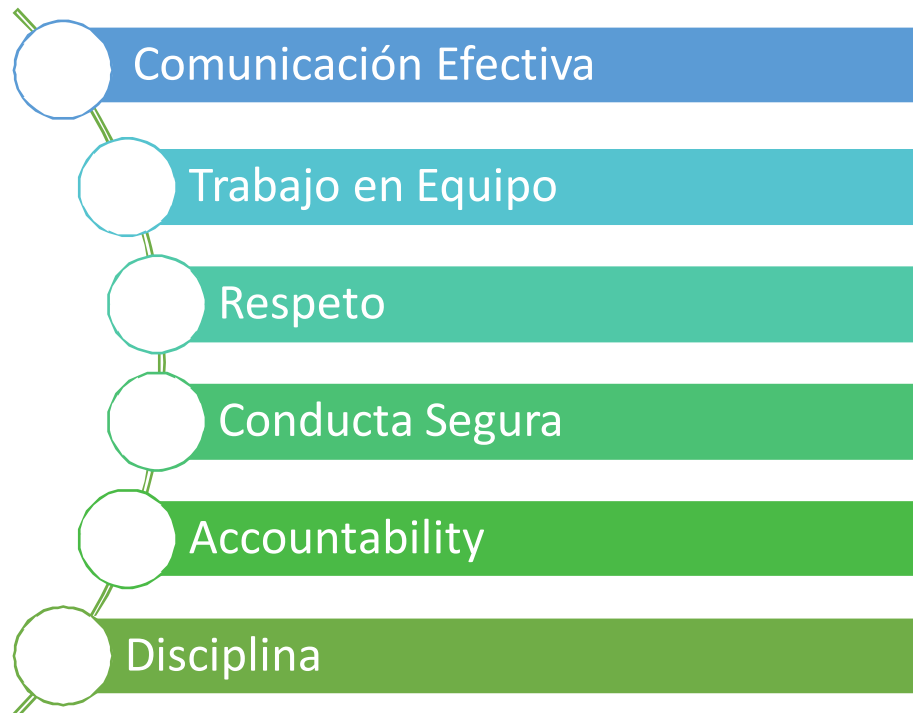 Comunicación Efectiva
Trabajo en Equipo
Respeto
Conducta Segura
Accountability
Disciplina